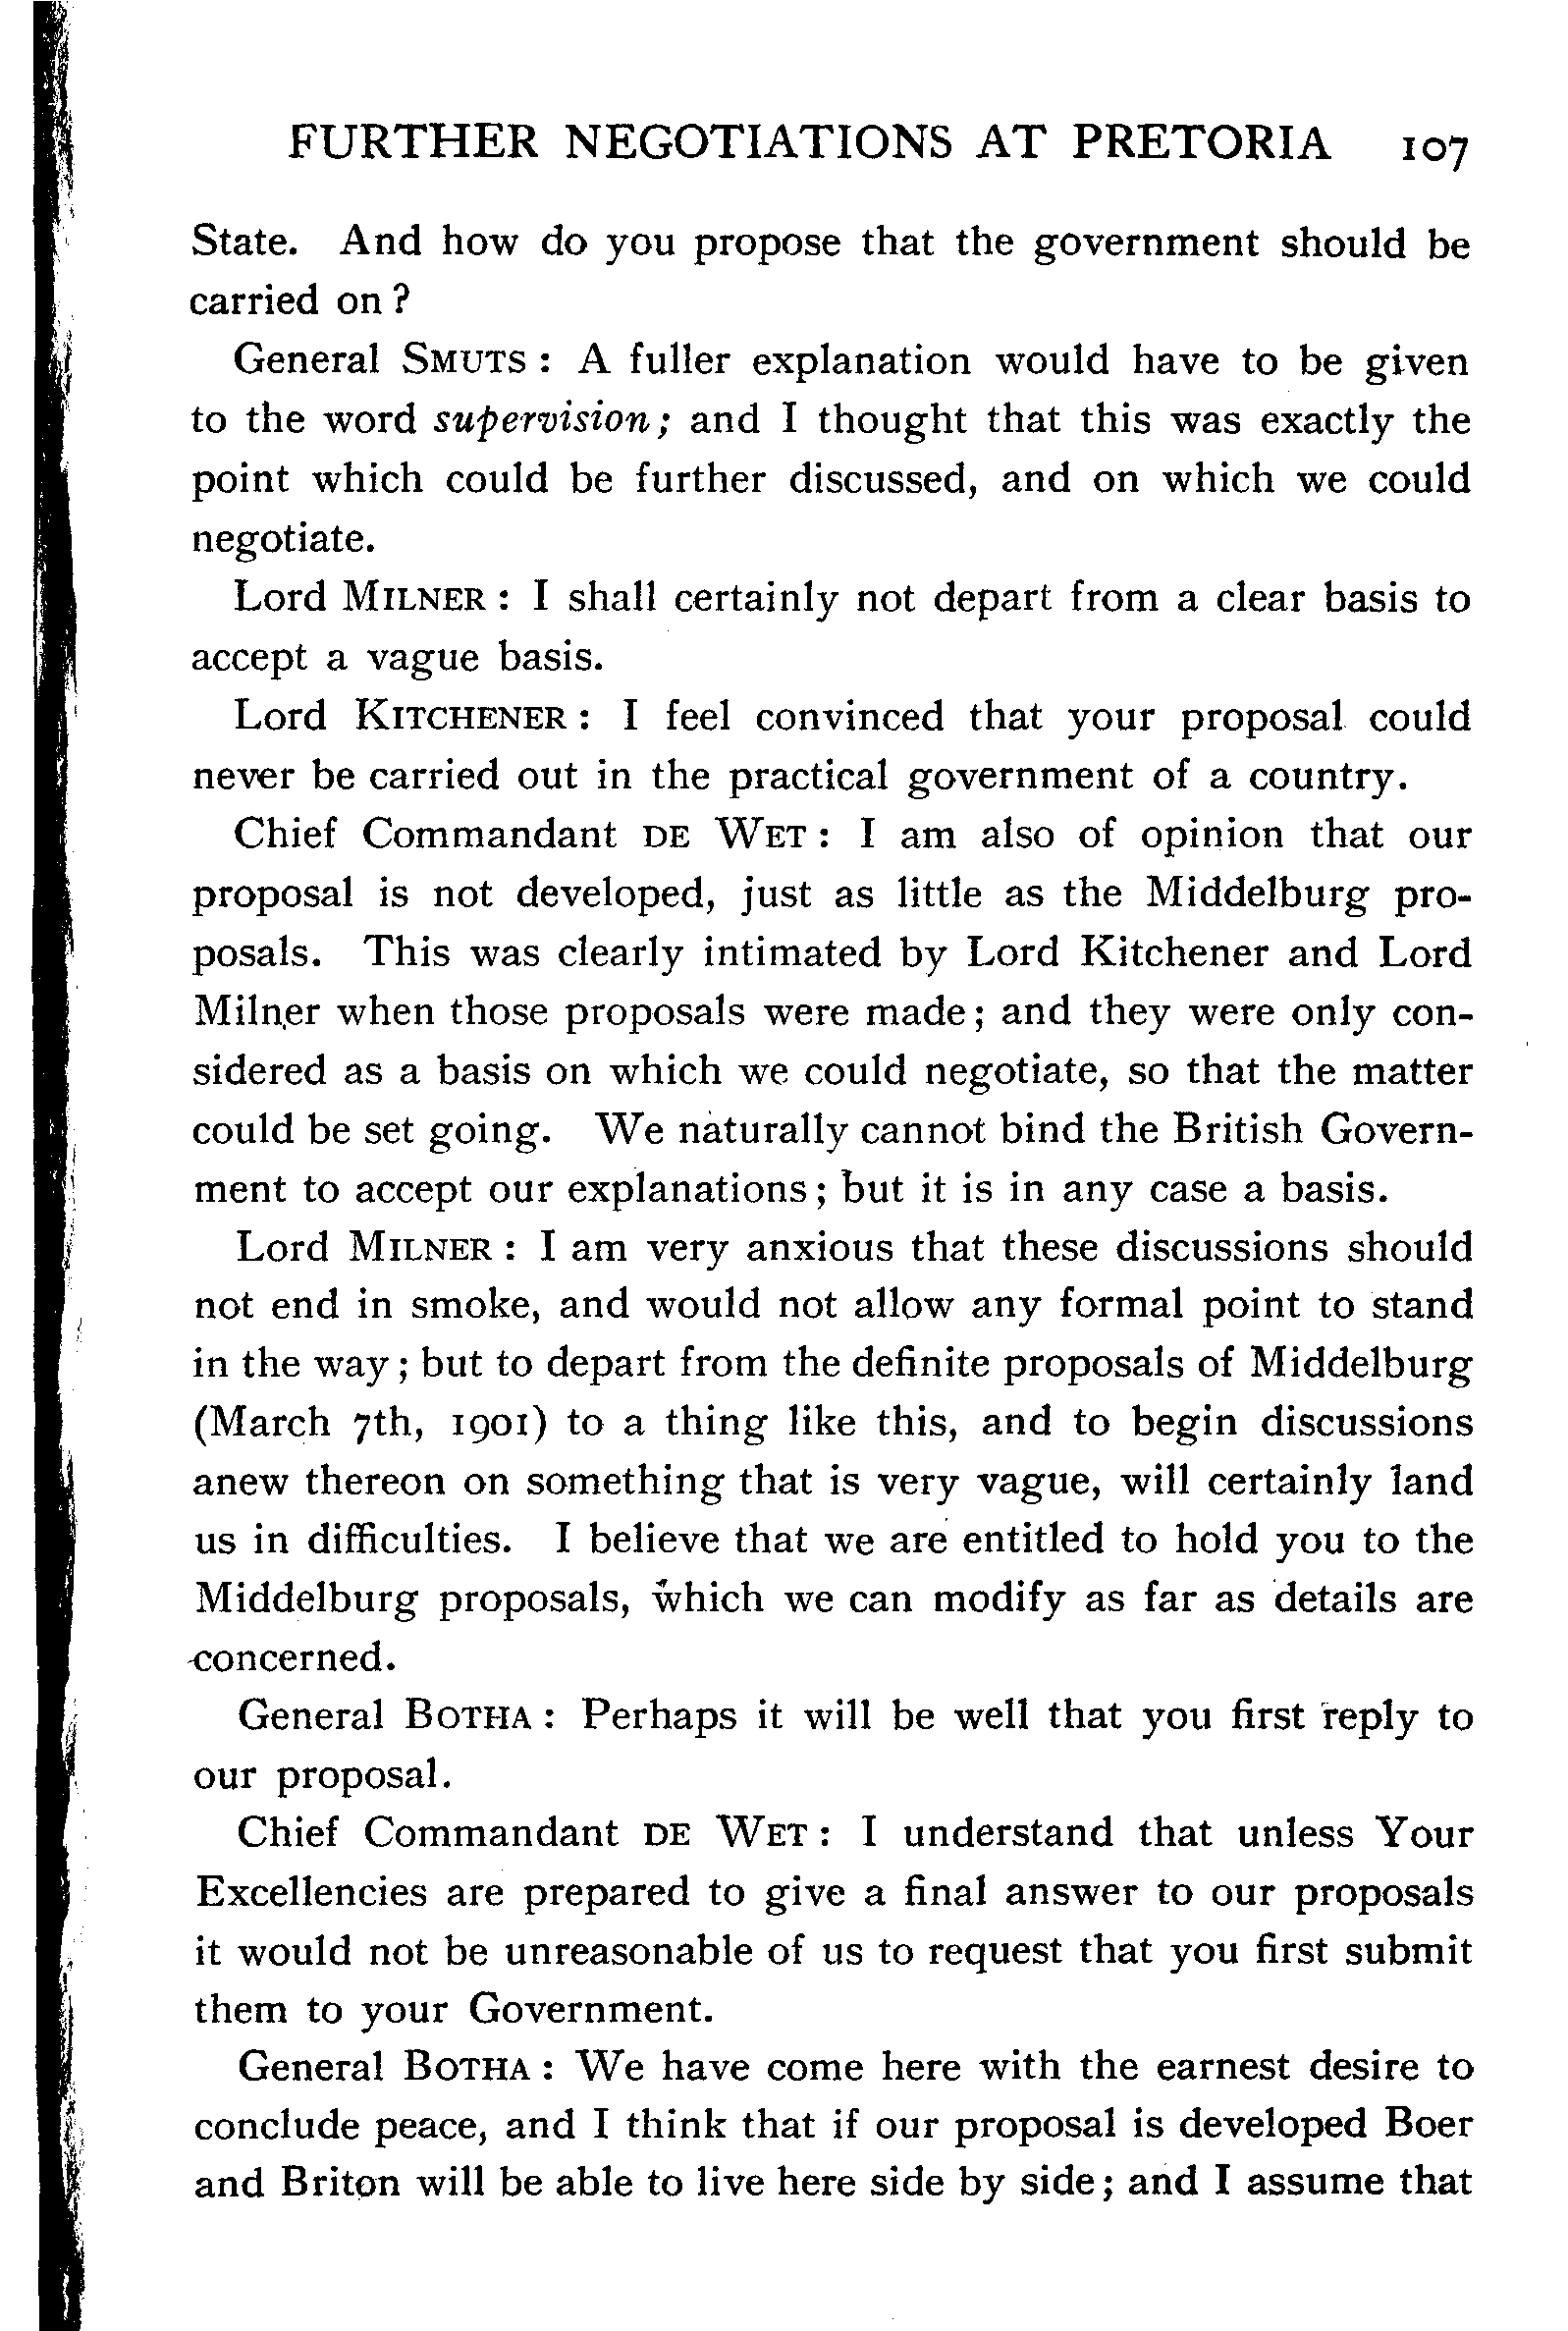 FURTHER NEGOTIATIONS AT PRETORIA 107
State. And how do you propose that the government should be
carried on?
General SMUTS: A fuller explanation would have to be given
to the word supervision; and I thought that this was exactly the
point which could be further discussed, and on which we could
negotiate.
Lord MILNER: I shall certainly not depart from a clear basis to
accept a vague basis.
Lord KITCHENER: I feel convinced that your proposal could
never be carried out in the practical government of a country.
Chief Commandant DE WET: I am also of opinion that our
proposal is not developed, just as little as the Middelburg pro-
posals. This was clearly intimated by Lord Kitchener and Lord
Milner when those proposals were made; and they were only con-
sidered as a basis on which we could negotiate, so that the matter
could be set going. We naturally cannot bind the British Govern-
ment to accept our explanations; but it is in any case a basis.
Lord MILNER: I am very anxious that these discussions should
not end in smoke, and would not allow any formal point to stand
in the way; but to depart from the definite proposals of Middelburg
(March 7th, 1901) to a thing like this, and to begin discussions
anew thereon on something that is very vague, will certainly land
us in difficulties. I believe that we are entitled to hold you to the
Middelburg proposals, which we can modify as far as details are
concerned.
General BOTHA: Perhaps it will be well that you first reply to
our proposal.
Chief Commandant DE WET: I understand that unless Your
Excellencies are prepared to give a final answer to our proposals
it would not be unreasonable of us to request that you first submit
them to your Government.
General BOTHA: We have come here with the earnest desire to
conclude peace, and I think that if our proposal is developed Boer
and Briton will be able to live here side by side; and I assume that